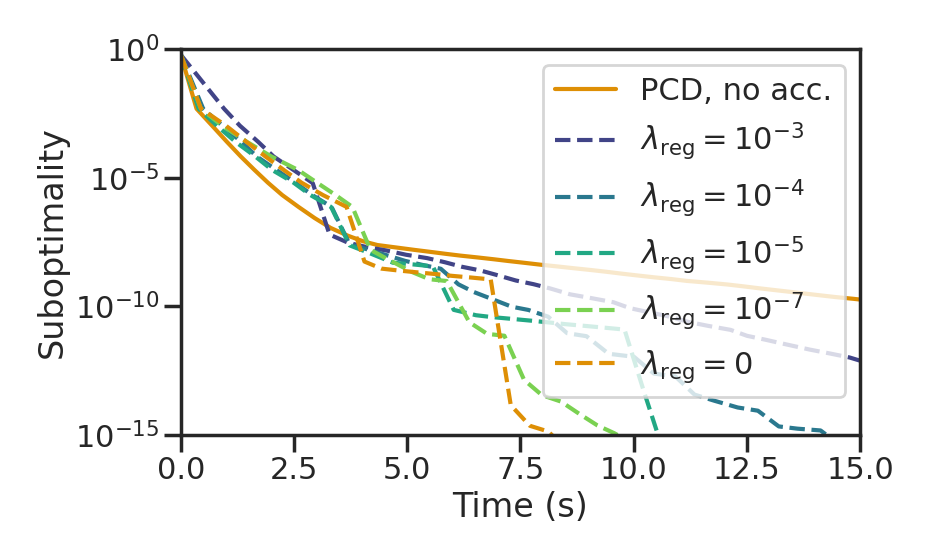 Suboptimality
10⁰
10⁻⁵
10⁻¹⁰
10⁻¹⁵
PCD, no acc.
λ_reg = 10⁻³
λ_reg = 10⁻⁴
λ_reg = 10⁻⁵
λ_reg = 10⁻⁷
λ_reg = 0
0.0 2.5 5.0 7.5 10.0 12.5 15.0
Time (s)